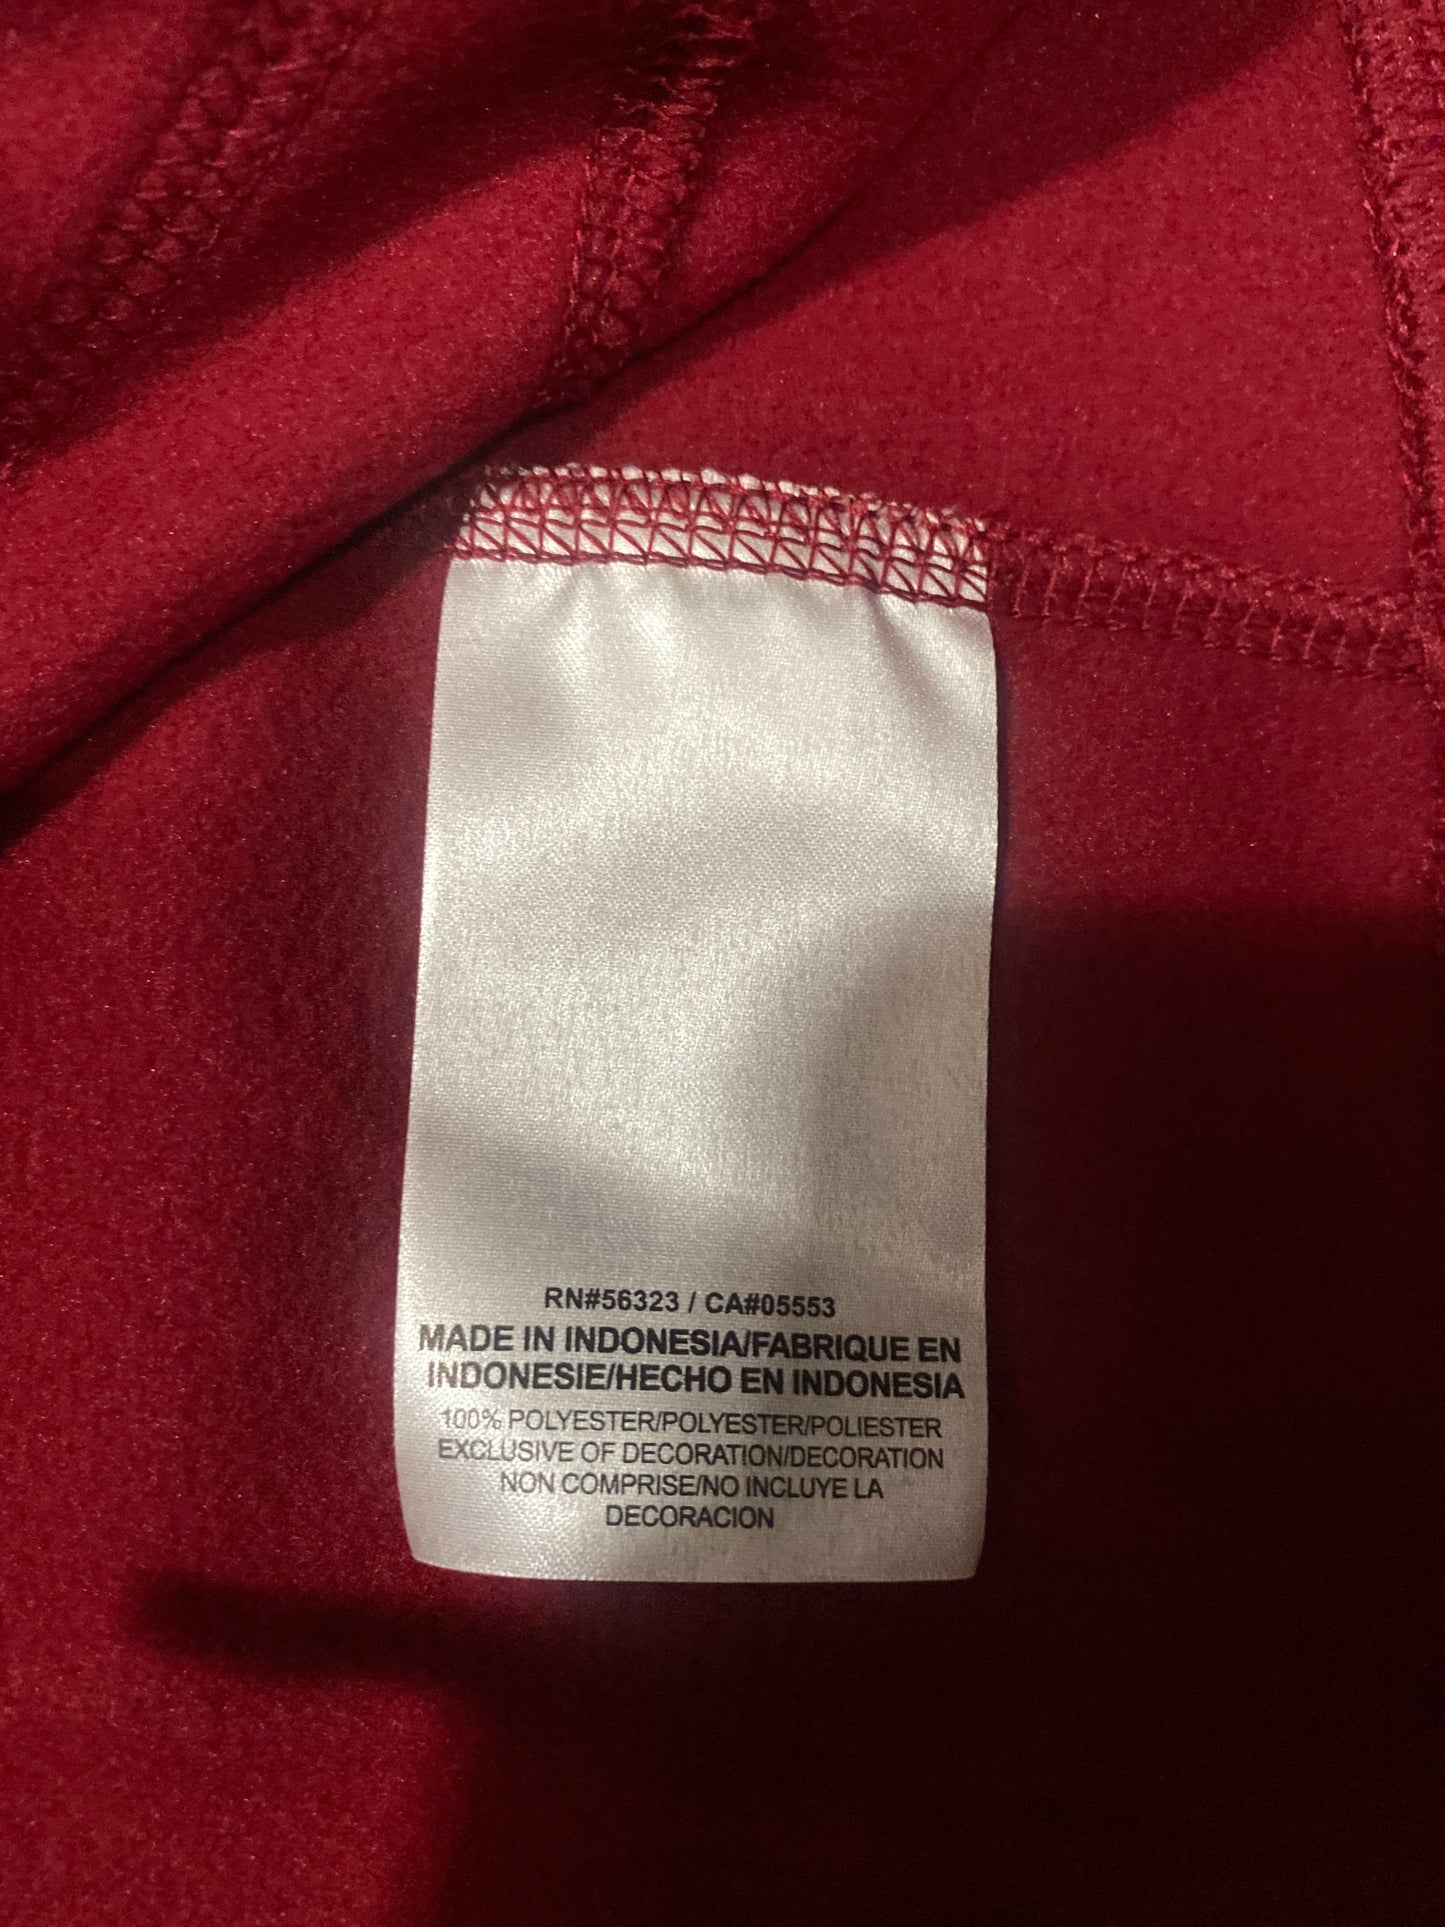 RN#56323 / CA#05553
MADE IN INDONESIA/FABRIQUE EN
INDONESIE/HECHO EN INDONESIA
100% POLYESTER/POLYESTER/POLIESTER
EXCLUSIVE OF DECORATION/DECORATION
NON COMPRISE/NO INCLUYE LA
DECORACION